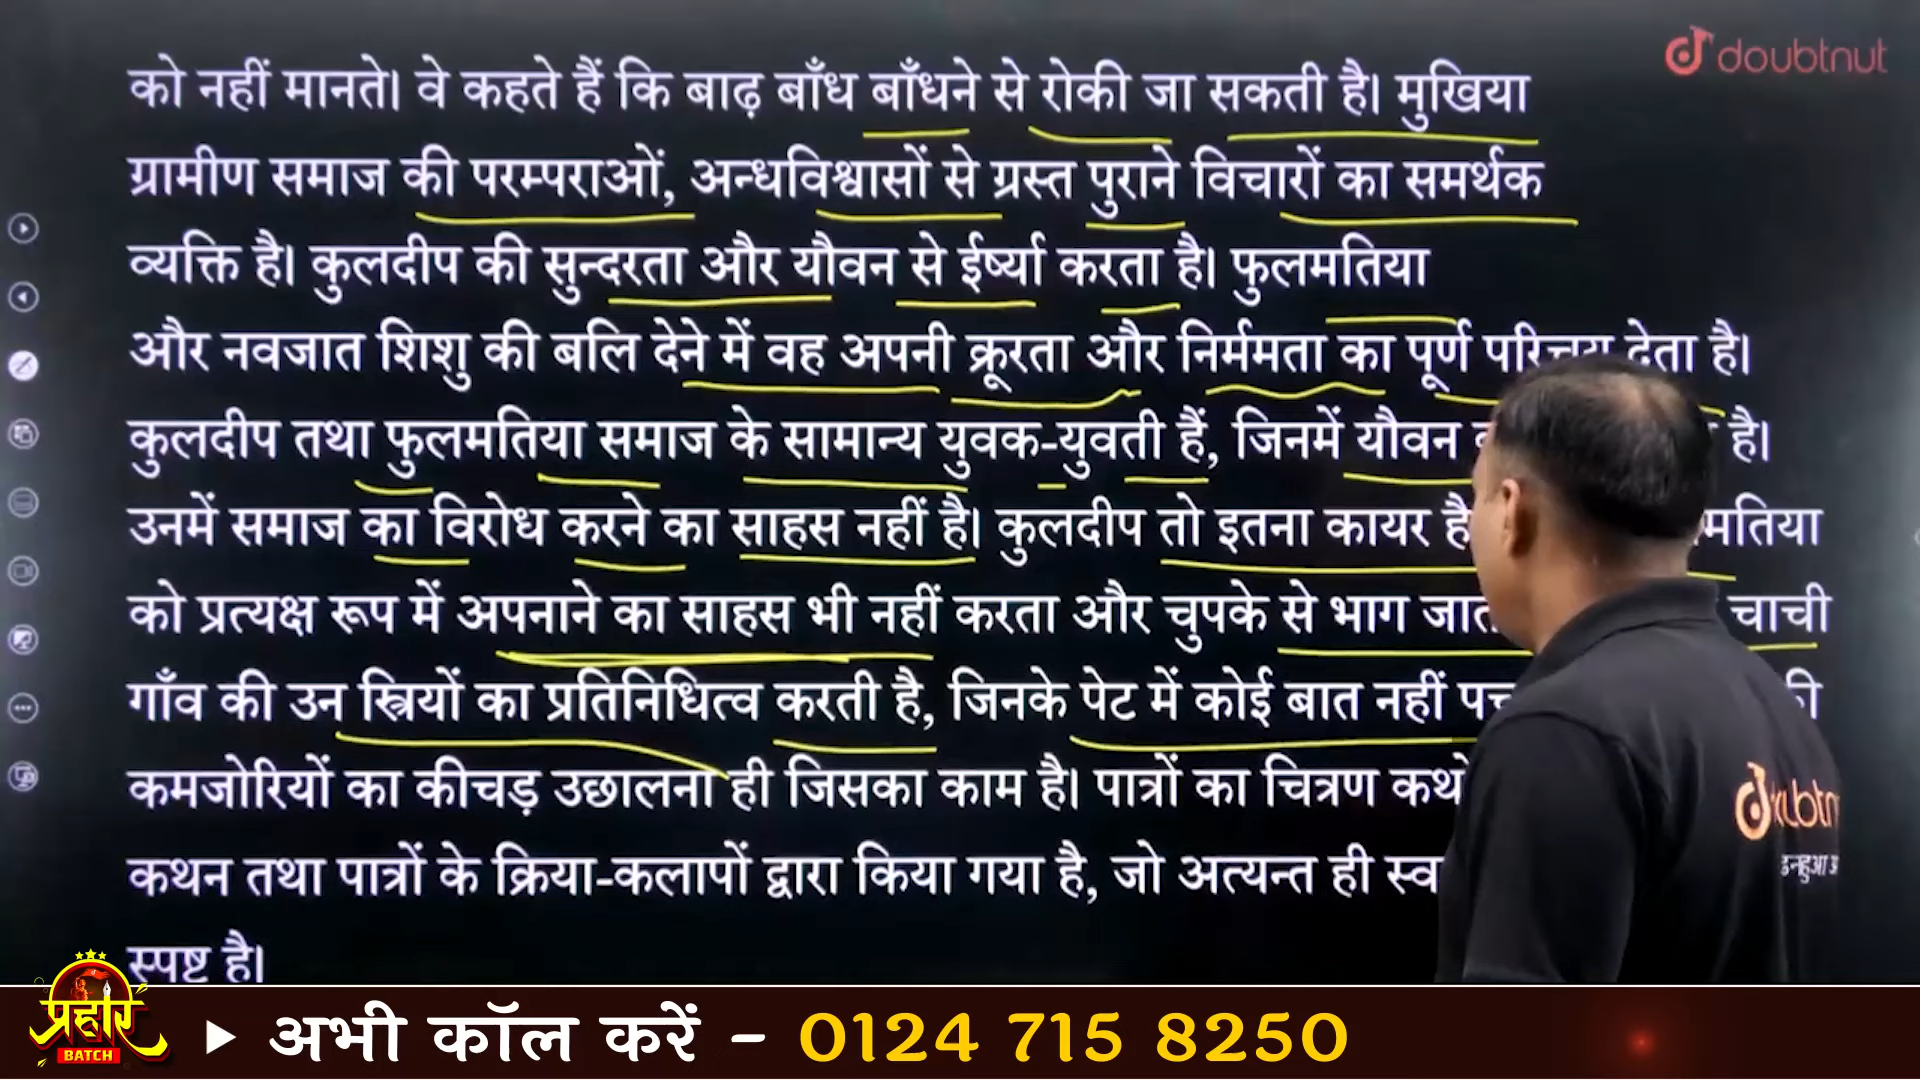 doubtnut
को नहीं मानते। वे कहते हैं कि बाढ़ बाँध बाँधने से रोकी जा सकती है। मुखिया
ग्रामीण समाज की परम्पराओं, अन्धविश्वासों से ग्रस्त पुराने विचारों का समर्थक
व्यक्ति है। कुलदीप की सुन्दरता और यौवन से ईर्ष्या करता है। फुलमतिया
और नवजात शिशु की बलि देने में वह अपनी क्रूरता और निर्ममता का पूर्ण परिचय देता है।
कुलदीप तथा फुलमतिया समाज के सामान्य युवक-युवती हैं, जिनमें यौवन है।
उनमें समाज का विरोध करने का साहस नहीं है। कुलदीप तो इतना कायर है मतिया
को प्रत्यक्ष रूप में अपनाने का साहस भी नहीं करता और चुपके से भाग चाची
गाँव की उन स्त्रियों का प्रतिनिधित्व करती है, जिनके पेट में कोई बात नहीं
कमजोरियों का कीचड़ उछालना ही जिसका काम है। पात्रों का चित्रण
कथन तथा पात्रों के क्रिया-कलापों द्वारा किया गया है, जो अत्यन्त ही
स्पष्ट है।
प्रहार
BATCH
अभी कॉल करें - 0124 715 8250